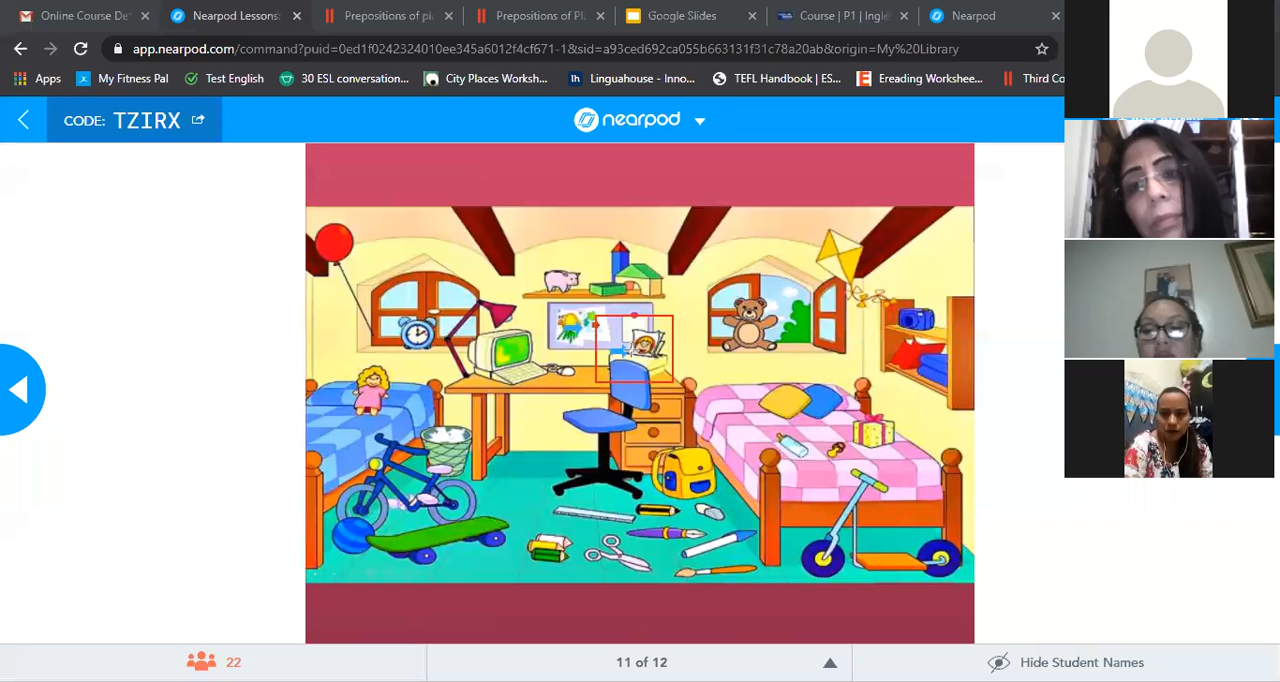 Online Course De
Nearpod Lessons:
Prepositions of pl
Prepositions of Pl
Google Slides
Course | P1 | Ingl
Nearpod
app.nearpod.com/command?puid=0ed1f0242324010ee345a6012f4cf671-1&sid=a93ced692ca055b663131f31c78a20ab&origin=My%20Library
Apps
My Fitness Pal
Test English
30 ESL conversation...
City Places Worksh...
Linguahouse - Inno...
TEFL Handbook | ES...
Ereading Workshee...
Third Co
CODE: TZIRX
nearpod
22
11 of 12
Hide Student Names